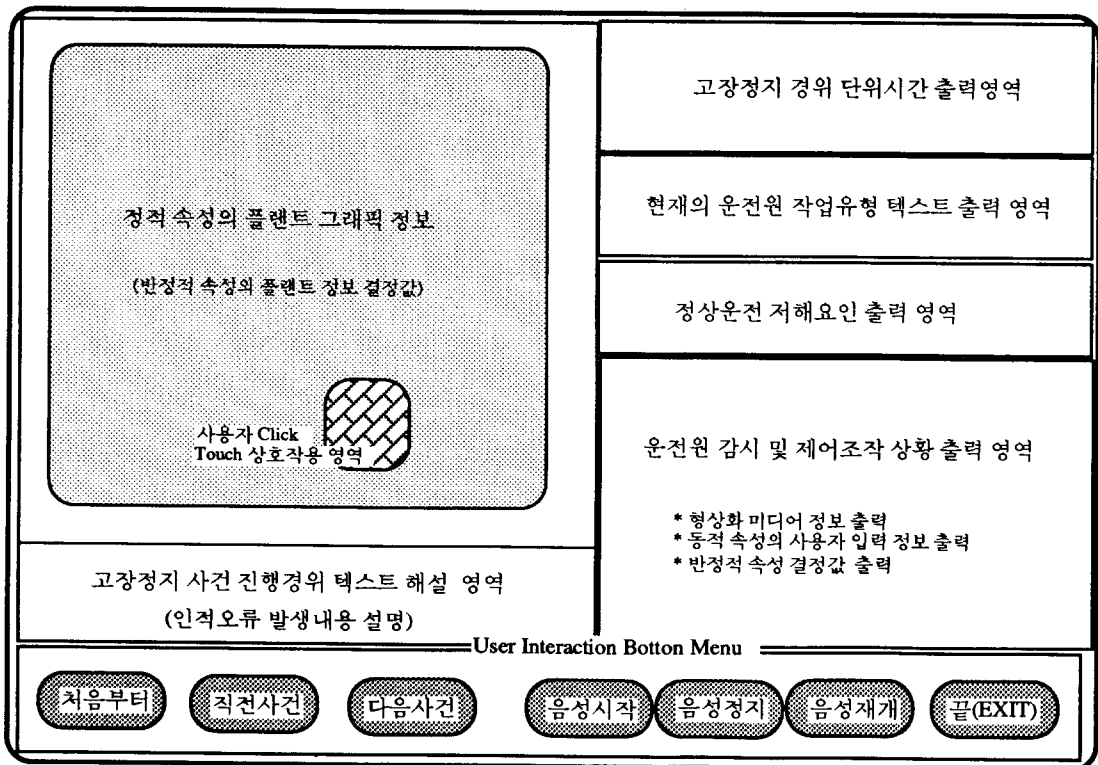 정적 속성의 플랜트 그래픽 정보
(반정적 속성의 플랜트 정보 결정값)
사용자 Click
Touch 상호작용 영역
고장정지 사건 진행경위 텍스트 해설 영역
(인적오류 발생내용 설명)
고장정지 경위 단위시간 출력영역
현재의 운전원 작업유형 텍스트 출력 영역
정상운전 저해요인 출력 영역
운전원 감시 및 제어조작 상황 출력 영역
* 형상화 미디어 정보 출력
* 동적 속성의 사용자 입력 정보 출력
* 반정적 속성 결정값 출력
User Interaction Botton Menu
처음부터 직전사건 다음사건 음성시작 음성정지 음성재개 끝(EXIT)